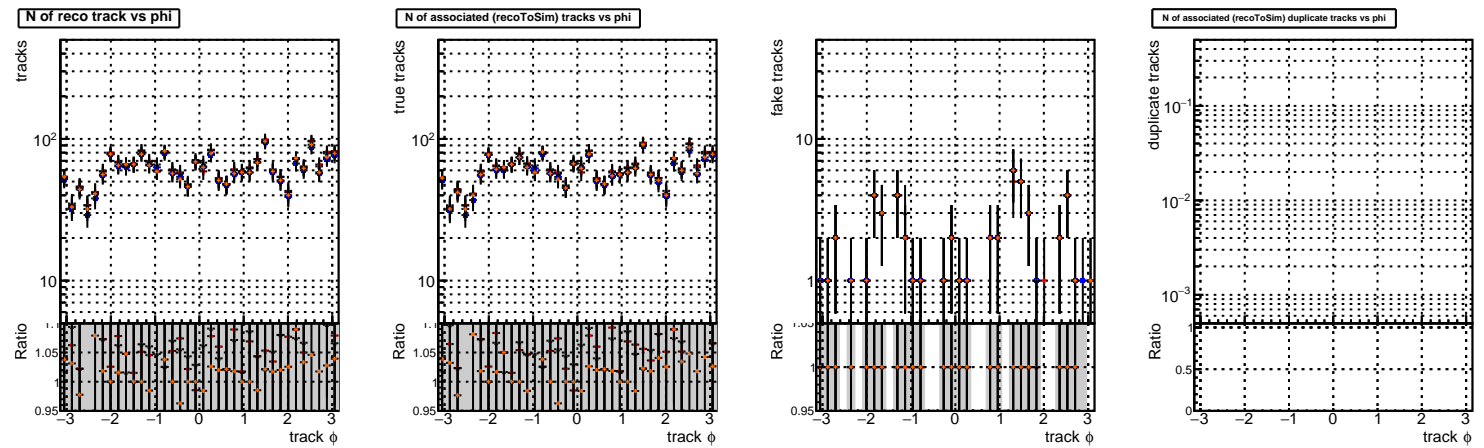 N of reco track vs phi
tracks
10²
10
Ratio
1.05
1
0.95
−3 −2 −1 0 1 2 3
track ϕ
N of associated (recoToSim) tracks vs phi
true tracks
10²
10
Ratio
1.05
1
0.95
−3 −2 −1 0 1 2 3
track ϕ
fake tracks
10
1
Ratio
1
0.95
−3 −2 −1 0 1 2 3
track ϕ
N of associated (recoToSim) duplicate tracks vs phi
duplicate tracks
10⁻¹
10⁻²
10⁻³
Ratio
1
0.5
0
−3 −2 −1 0 1 2 3
track ϕ